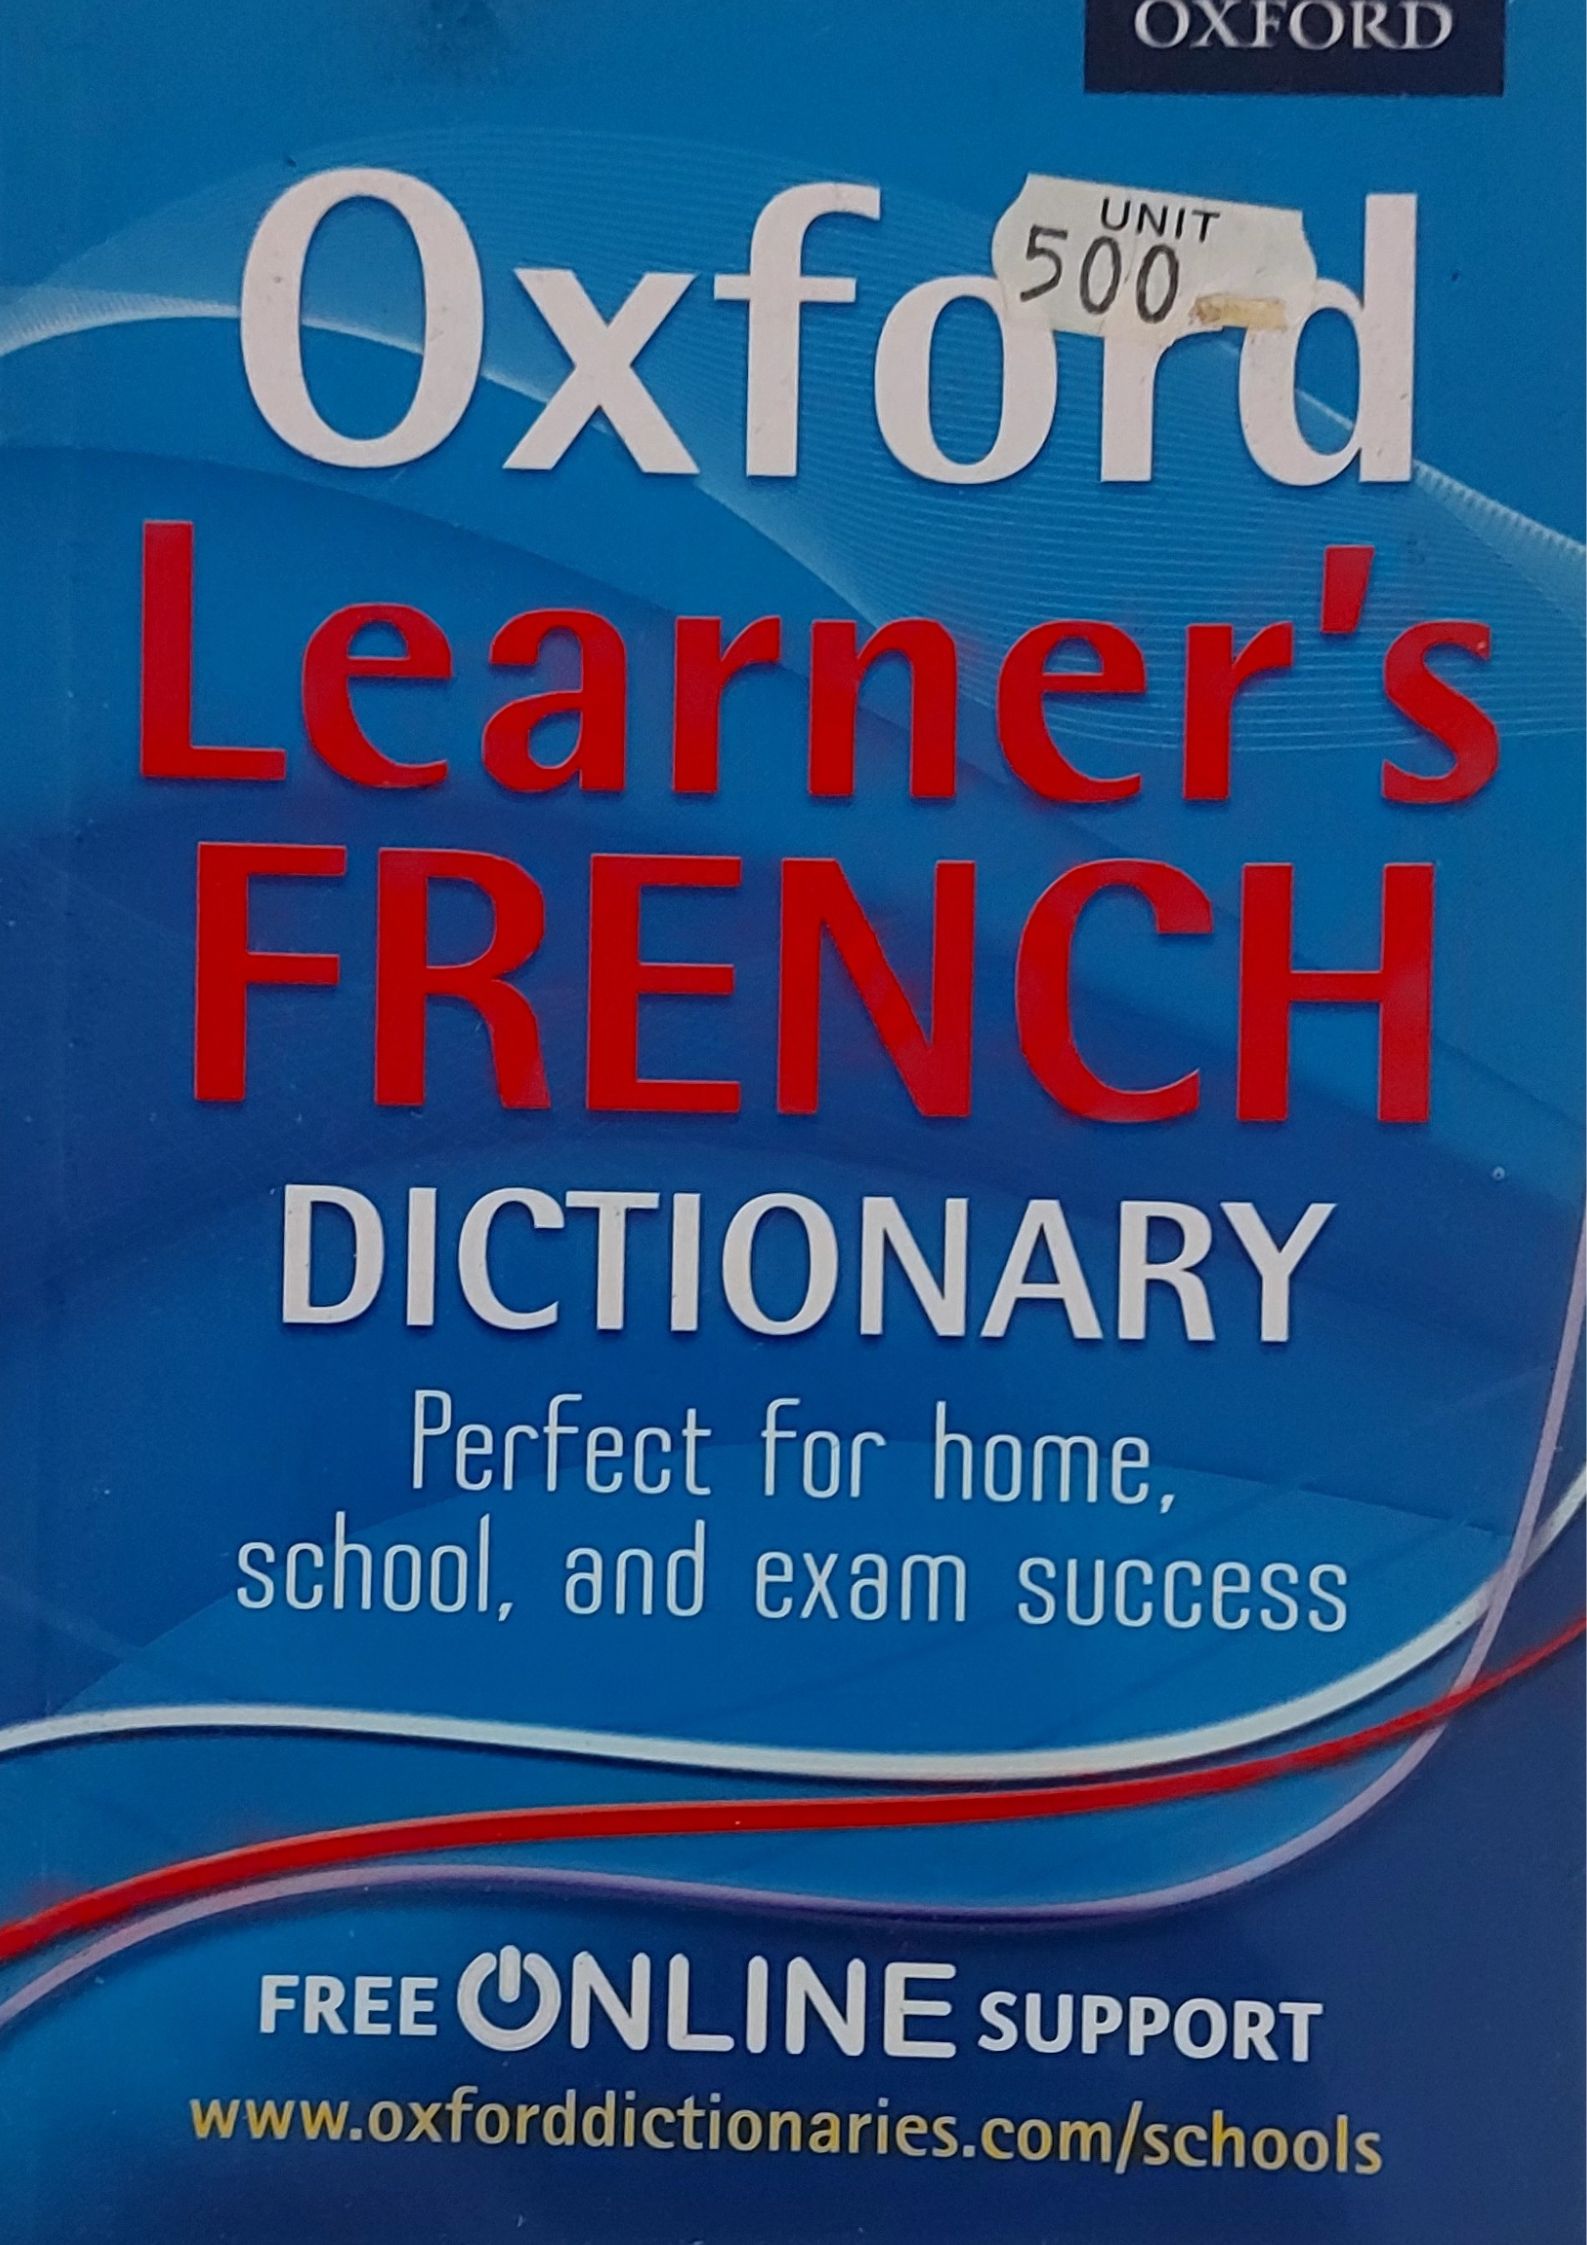 OXFORD
Oxford
UNIT
500
Learner's
FRENCH
DICTIONARY
Perfect for home,
school, and exam success
FREE ONLINE SUPPORT
www.oxforddictionaries.com/schools